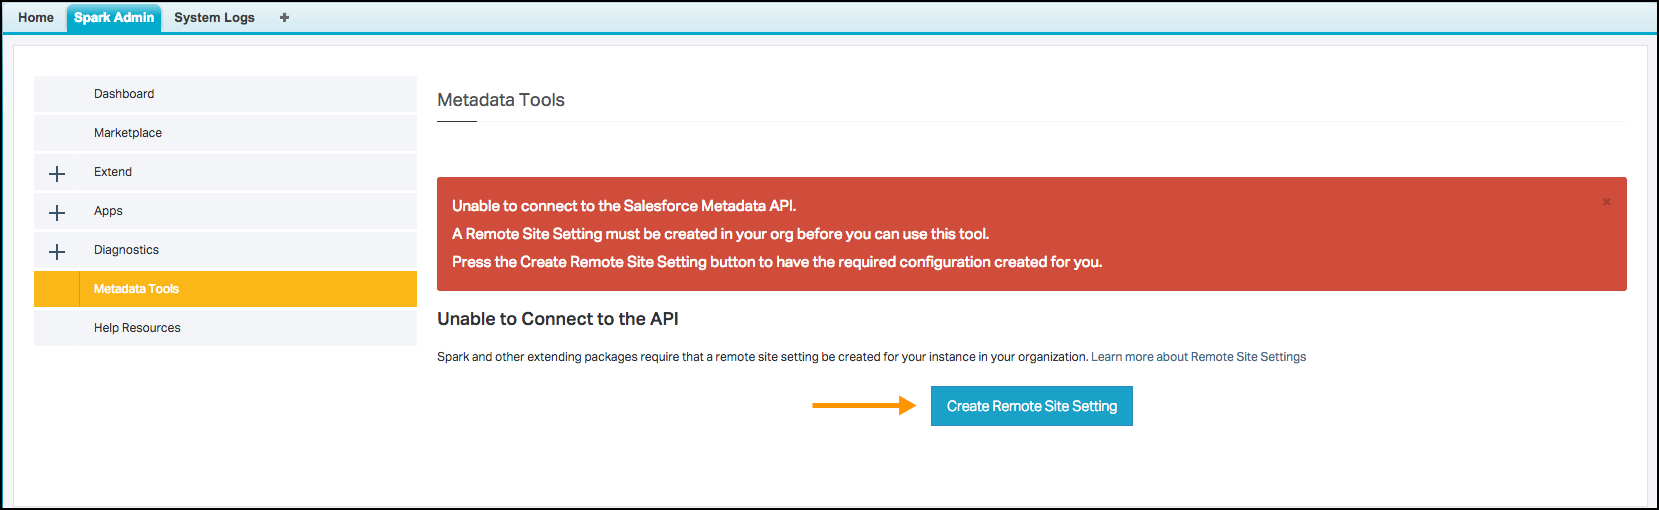 Home Spark Admin System Logs +
Dashboard
Marketplace
Extend
Apps
Diagnostics
Metadata Tools
Help Resources
Metadata Tools
Unable to connect to the Salesforce Metadata API.
A Remote Site Setting must be created in your org before you can use this tool.
Press the Create Remote Site Setting button to have the required configuration created for you.
Unable to Connect to the API
Spark and other extending packages require that a remote site setting be created for your instance in your organization. Learn more about Remote Site Settings
Create Remote Site Setting